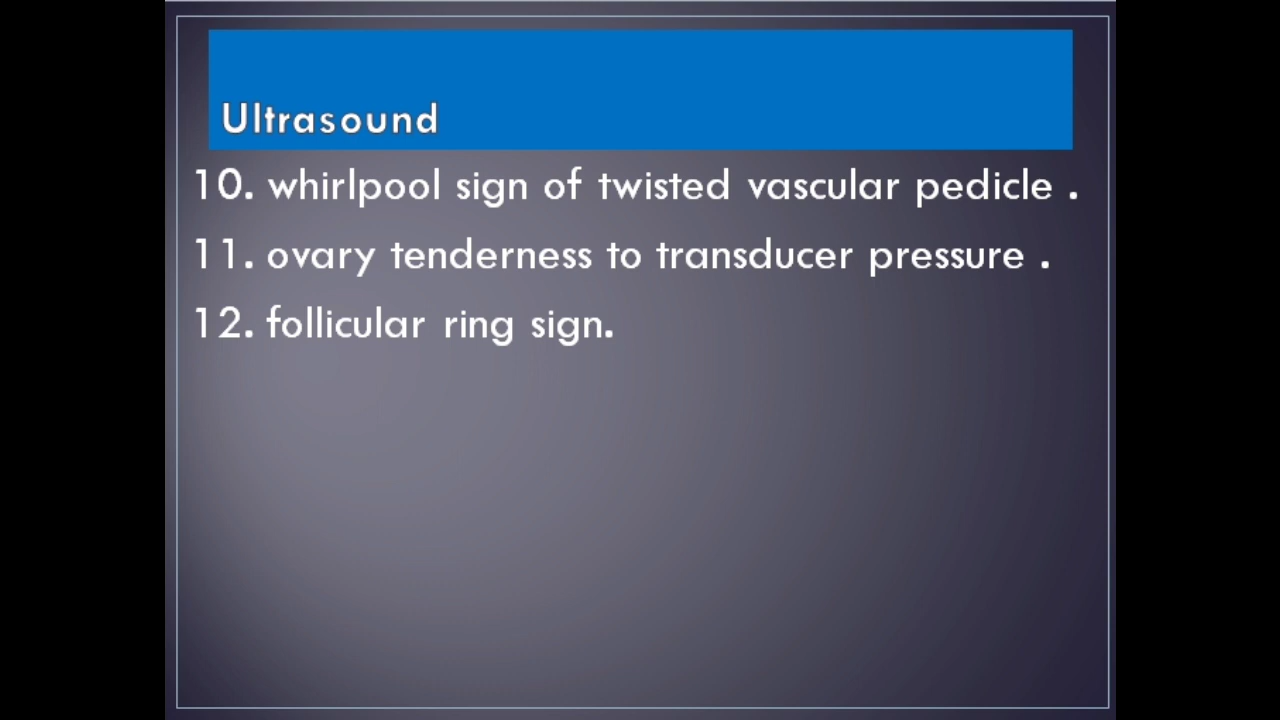 Ultrasound
10. whirlpool sign of twisted vascular pedicle .
11. ovary tenderness to transducer pressure .
12. follicular ring sign.